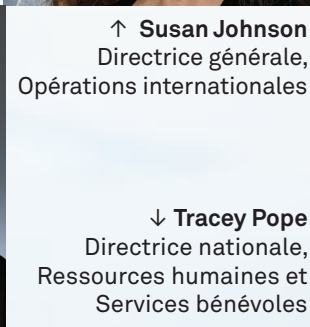 ↑ Susan Johnson
Directrice générale,
Opérations internationales
↓ Tracey Pope
Directrice nationale,
Ressources humaines et
Services bénévoles